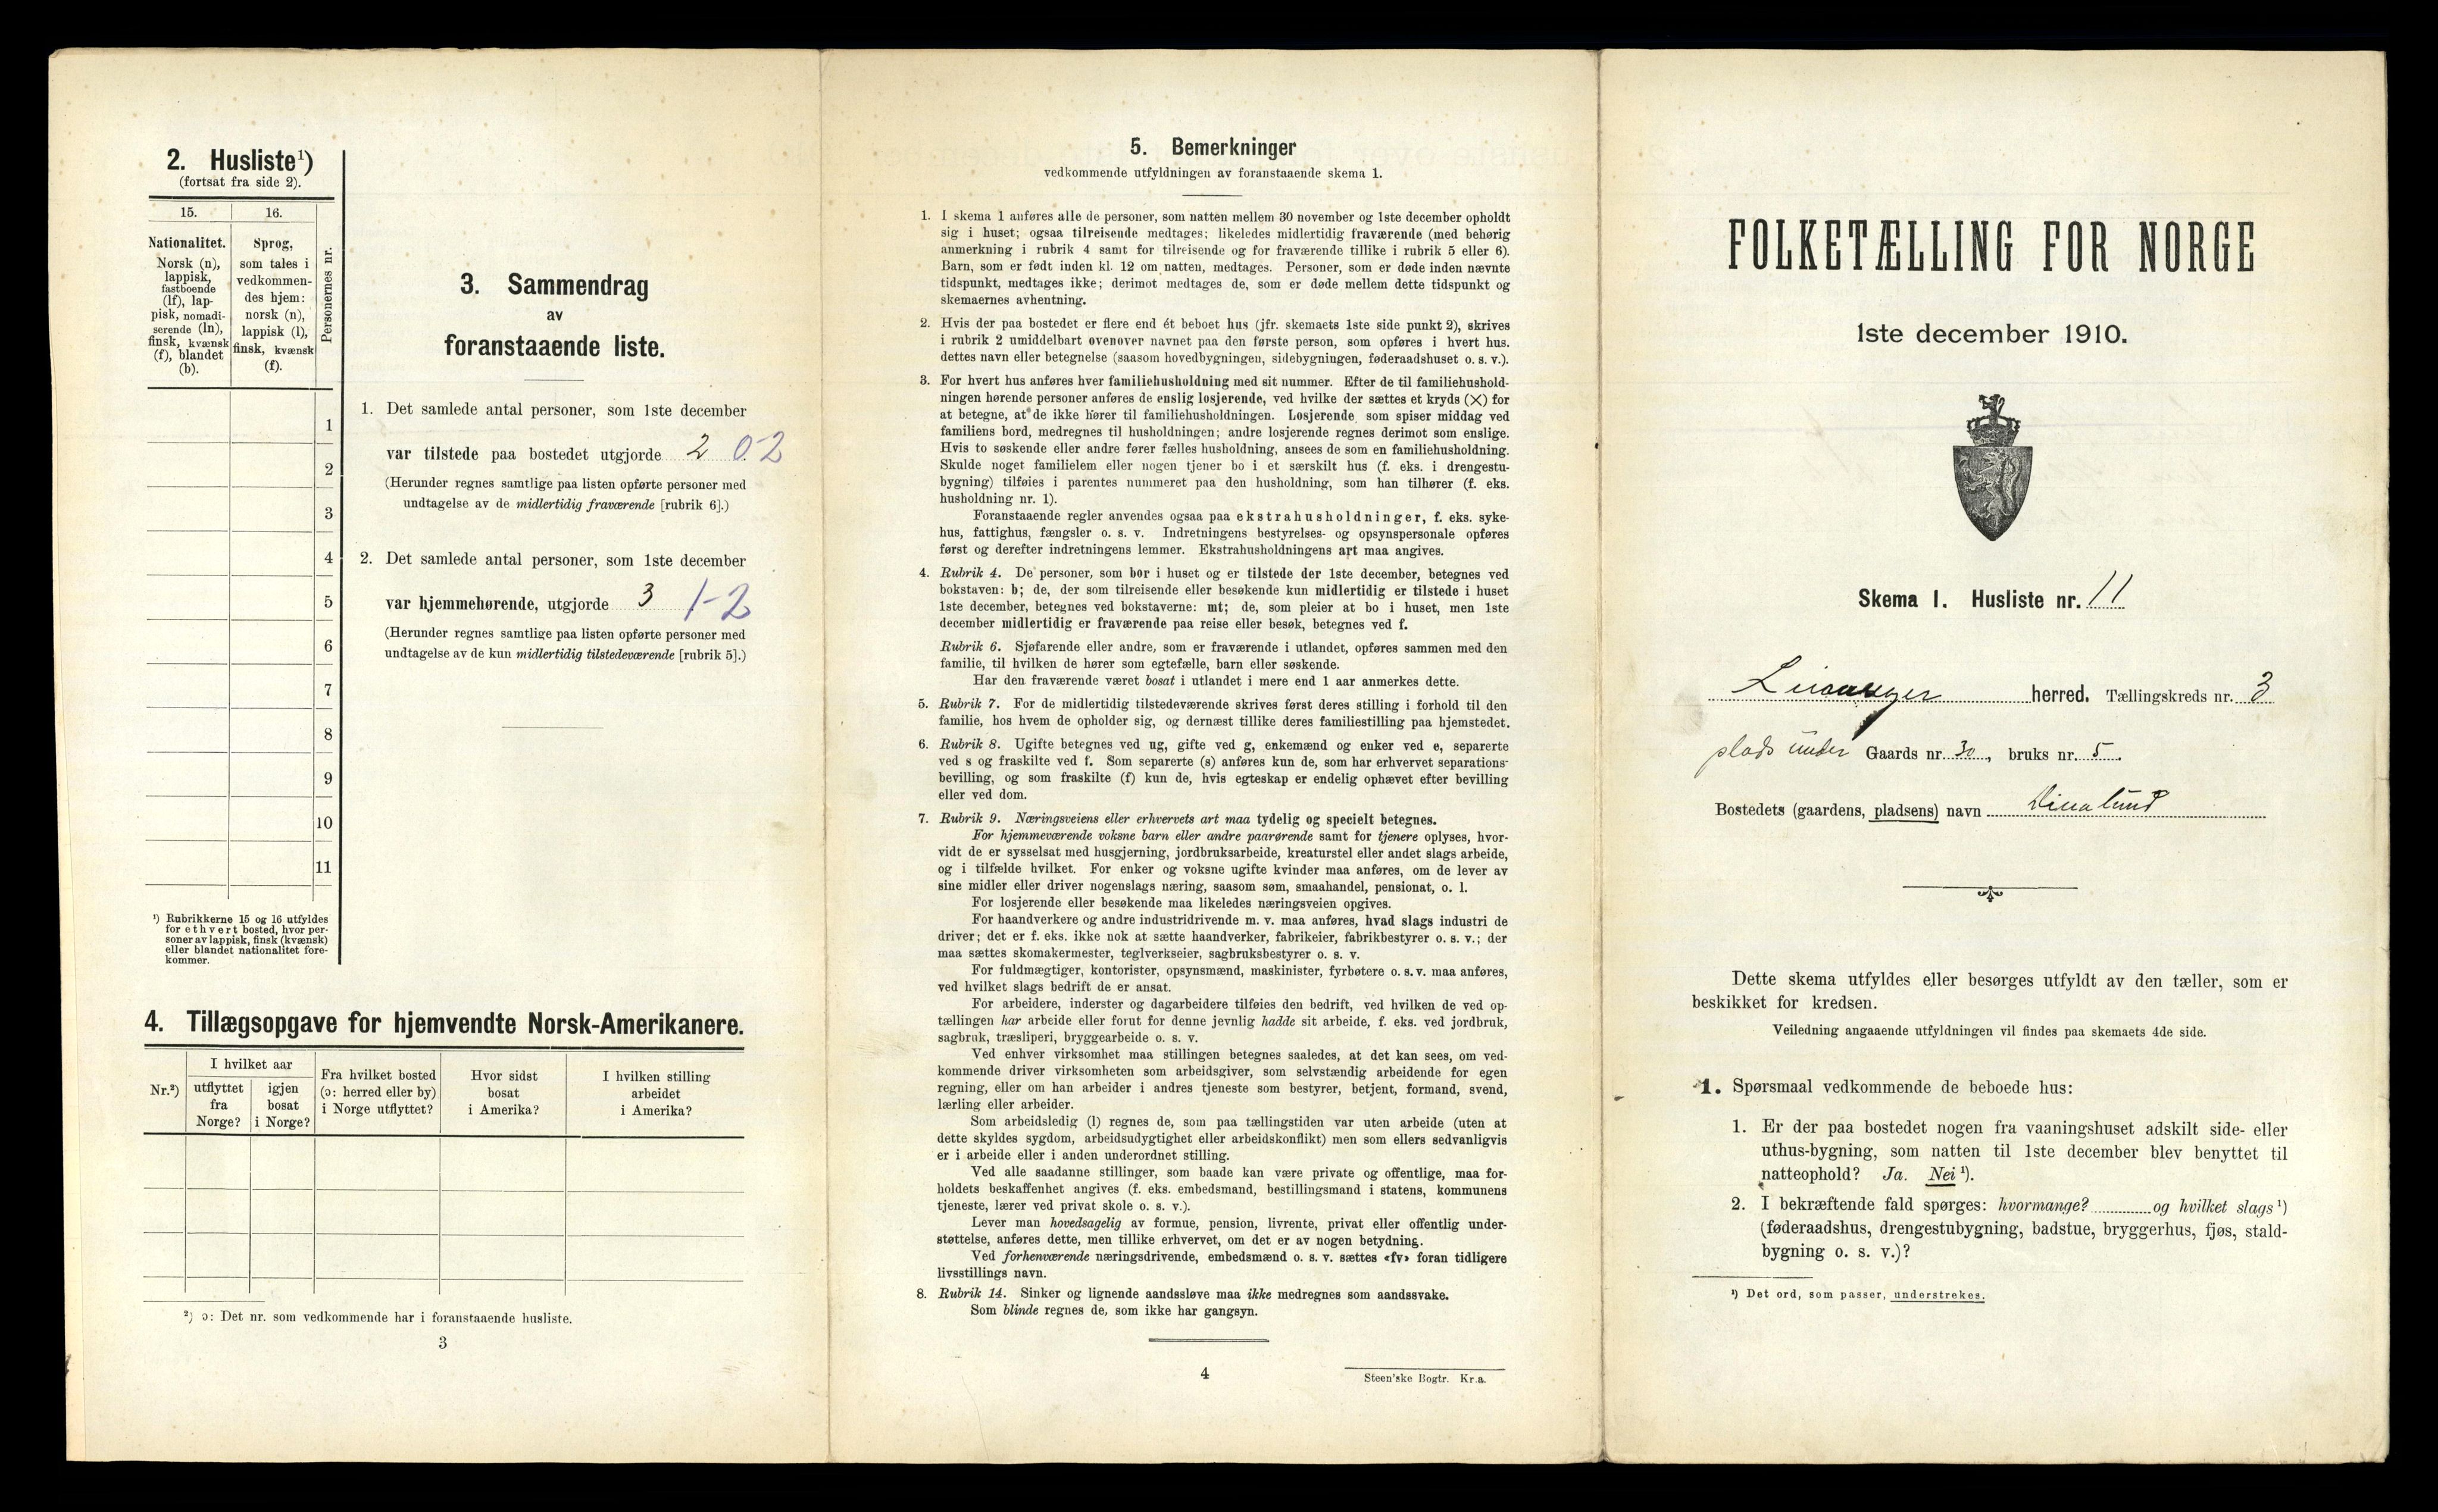 2. Husliste¹)
(fortsat fra side 2).
15.
16.
Nationalitet.
Norsk (n),
lappisk,
fastboende
(lf), lap-
pisk, nomadi-
serende (ln),
finsk, kvænsk
(f), blandet
(b).
Sprog,
som tales i
vedkommen-
des hjem:
norsk (n),
lappisk (l),
finsk, kvænsk
(f).
Personernes nr.
1
2
3
4
5
6
7
8
9
10
11
¹) Rubrikkerne 15 og 16 utfyldes
for ethvert bosted, hvor per-
soner av lappisk, finsk (kvænsk)
eller blandet nationalitet fore-
kommer.
3. Sammendrag
av
foranstaaende liste.
1. Det samlede antal personer, som 1ste december
var tilstede paa bostedet utgjorde 2 0-2
(Herunder regnes samtlige paa listen opførte personer med
undtagelse av de midlertidig fraværende [rubrik 6].)
2. Det samlede antal personer, som 1ste december
var hjemmehørende, utgjorde 3 1-2
(Herunder regnes samtlige paa listen opførte personer med
undtagelse av de kun midlertidig tilstedeværende [rubrik 5].)
4. Tillægsopgave for hjemvendte Norsk-Amerikanere.
Nr.²)
I hvilket aar
utflyttet
fra
Norge?
igjen
bosat
i Norge?
Fra hvilket bosted
(ɔ: herred eller by)
i Norge utflyttet?
Hvor sidst
bosat
i Amerika?
I hvilken stilling
arbeidet
i Amerika?
²) ɔ: Det nr. som vedkommende har i foranstaaende husliste.
3
5. Bemerkninger
vedkommende utfyldningen av foranstaaende skema 1.
1. I skema 1 anføres alle de personer, som natten mellem 30 november og 1ste december opholdt
sig i huset; ogsaa tilreisende medtages; likeledes midlertidig fraværende (med behørig
anmerkning i rubrik 4 samt for tilreisende og for fraværende tillike i rubrik 5 eller 6).
Barn, som er født inden kl. 12 om natten, medtages. Personer, som er døde inden nævnte
tidspunkt, medtages ikke; derimot medtages de, som er døde mellem dette tidspunkt og
skemaernes avhentning.
2. Hvis der paa bostedet er flere end ét beboet hus (jfr. skemaets 1ste side punkt 2), skrives
i rubrik 2 umiddelbart ovenover navnet paa den første person, som opføres i hvert hus.
dettes navn eller betegnelse (saasom hovedbygningen, sidebygningen, føderaadshuset o. s. v.).
3. For hvert hus anføres hver familiehusholdning med sit nummer. Efter de til familiehushold-
ningen hørende personer anføres de enslig losjerende, ved hvilke der sættes et kryds (×) for
at betegne, at de ikke hører til familiehusholdningen. Losjerende som spiser middag ved
familiens bord, medregnes til husholdningen; andre losjerende regnes derimot som enslige.
Hvis to søskende eller andre fører fælles husholdning, ansees de som en familiehusholdning.
Skulde noget familielem eller nogen tjener bo i et særskilt hus (f. eks. i drengestu-
bygning) tilføies i parentes nummeret paa den husholdning, som han tilhører (f. eks.
husholdning nr. 1).
Foranstaaende regler anvendes ogsaa paa ekstrahusholdninger, f. eks. syke-
hus, fattighus, fængsler o. s. v. Indretningens bestyrelses- og opsynspersonale opføres
først og derefter indretningens lemmer. Ekstrahusholdningens art maa angives.
4. Rubrik 4. De personer, som bor i huset og er tilstede der 1ste december, betegnes ved
bokstaven: b; de, der som tilreisende eller besøkende kun midlertidig er tilstede i huset
1ste december, betegnes ved bokstaverne: mt; de, som pleier at bo i huset, men 1ste
december midlertidig er fraværende paa reise eller besøk, betegnes ved f.
Rubrik 6. Sjøfarende eller andre, som er fraværende i utlandet, opføres sammen med den
familie, til hvilken de hører som egtefælle, barn eller søskende.
Har den fraværende været bosat i utlandet i mere end 1 aar anmerkes dette.
5. Rubrik 7. For de midlertidig tilstedeværende skrives først deres stilling i forhold til den
familie, hos hvem de opholder sig, og dernæst tillike deres familiestilling paa hjemstedet.
6. Rubrik 8. Ugifte betegnes ved ug, gifte ved g, enkemænd og enker ved e, separerte
ved s og fraskilte ved f. Som separerte (s) anføres kun de, som har erhvervet separations-
bevilling, og som fraskilte (f) kun de, hvis egteskap er endelig ophævet efter bevilling
eller ved dom.
7. Rubrik 9. Næringsveiens eller erhvervets art maa tydelig og specielt betegnes.
For hjemmeværende voksne barn eller andre paarørende samt for tjenere oplyses, hvor-
vidt de er sysselsat med husgjerning, jordbruksarbeide, kreaturstel eller andet slags arbeide,
og i tilfælde hvilket. For enker og voksne ugifte kvinder maa anføres, om de lever av
sine midler eller driver nogenslags næring, saasom søm, smaahandel, pensionat, o. l.
For losjerende eller besøkende maa likeledes næringsveien opgives.
For haandverkere og andre industridrivende m. v. maa anføres, hvad slags industri de
driver; det er f. eks. ikke nok at sætte haandverker, fabrikeier, fabrikbestyrer o. s. v.; der
maa sættes skomakermester, teglverkseier, sagbruksbestyrer o. s. v.
For fuldmægtiger, kontorister, opsynsmænd, maskinister, fyrbøtere o. s. v. maa anføres,
ved hvilket slags bedrift de er ansat.
For arbeidere, inderster og dagarbeidere tilføies den bedrift, ved hvilken de ved op-
tællingen har arbeide eller forut for denne jevnlig hadde sit arbeide, f. eks. ved jordbruk,
sagbruk, træsliperi, bryggearbeide o. s. v.
Ved enhver virksomhet maa stillingen betegnes saaledes, at det kan sees, om ved-
kommende driver virksomheten som arbeidsgiver, som selvstændig arbeidende for egen
regning, eller om han arbeider i andres tjeneste som bestyrer, betjent, formand, svend,
lærling eller arbeider.
Som arbeidsledig (l) regnes de, som paa tællingstiden var uten arbeide (uten at
dette skyldes sygdom, arbeidsudygtighet eller arbeidskonflikt) men som ellers sedvanligvis
er i arbeide eller i anden underordnet stilling.
Ved alle saadanne stillinger, som baade kan være private og offentlige, maa for-
holdets beskaffenhet angives (f. eks. embedsmand, bestillingsmand i statens, kommunens
tjeneste, lærer ved privat skole o. s. v.).
Lever man hovedsagelig av formue, pension, livrente, privat eller offentlig under-
støttelse, anføres dette, men tillike erhvervet, om det er av nogen betydning.
Ved forhenværende næringsdrivende, embedsmænd o. s. v. sættes «fv» foran tidligere
livsstillings navn.
8. Rubrik 14. Sinker og lignende aandssløve maa ikke medregnes som aandssvake.
Som blinde regnes de, som ikke har gangsyn.
4
Steen'ske Bogtr. Kr.a.
FOLKETÆLLING FOR NORGE
1ste december 1910.
Skema 1. Husliste nr. 11
herred. Tællingskreds nr. 3
plads under Gaards nr. 30, bruks nr. 5.
Bostedets (gaardens, pladsens) navn
Dette skema utfyldes eller besørges utfyldt av den tæller, som er
beskikket for kredsen.
Veiledning angaaende utfyldningen vil findes paa skemaets 4de side.
1. Spørsmaal vedkommende de beboede hus:
1. Er der paa bostedet nogen fra vaaningshuset adskilt side- eller
uthus-bygning, som natten til 1ste december blev benyttet til
natteophold? Ja. Nei ¹).
2. I bekræftende fald spørges: hvormange? og hvilket slags ¹)
(føderaadshus, drengestubygning, badstue, bryggerhus, fjøs, stald-
bygning o. s. v.)?
¹) Det ord, som passer, understrekes.